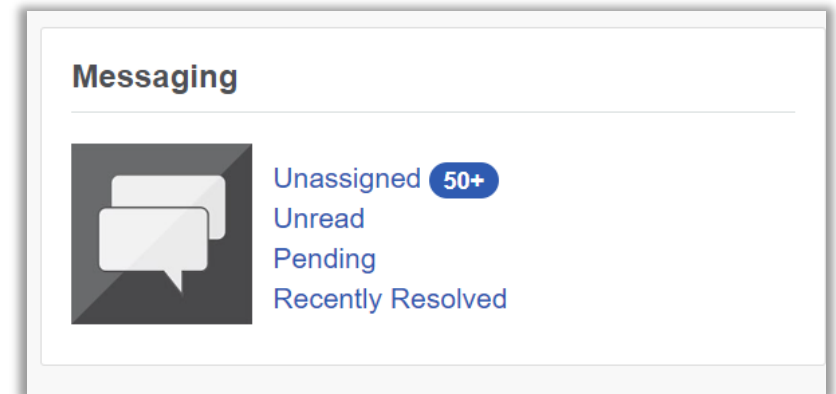 Messaging
Unassigned 50+
Unread
Pending
Recently Resolved